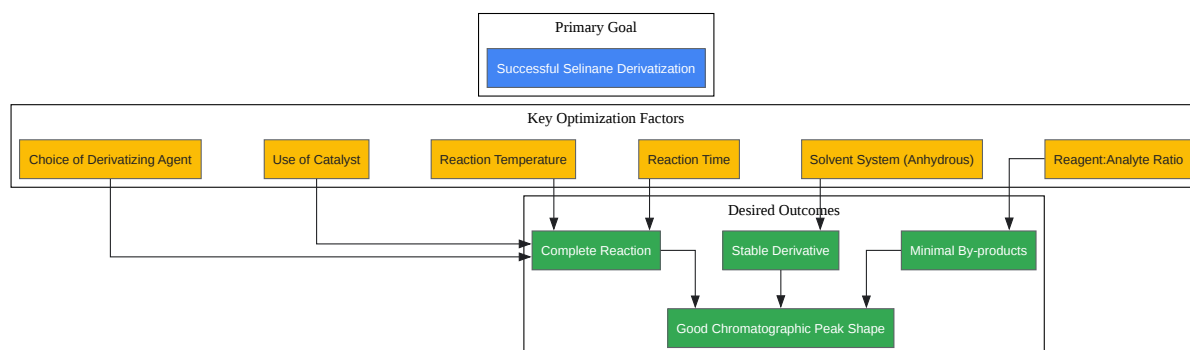 Primary Goal
Successful Selinane Derivatization
Key Optimization Factors
Choice of Derivatizing Agent
Use of Catalyst
Reaction Temperature
Reaction Time
Solvent System (Anhydrous)
Reagent:Analyte Ratio
Desired Outcomes
Complete Reaction
Stable Derivative
Minimal By-products
Good Chromatographic Peak Shape